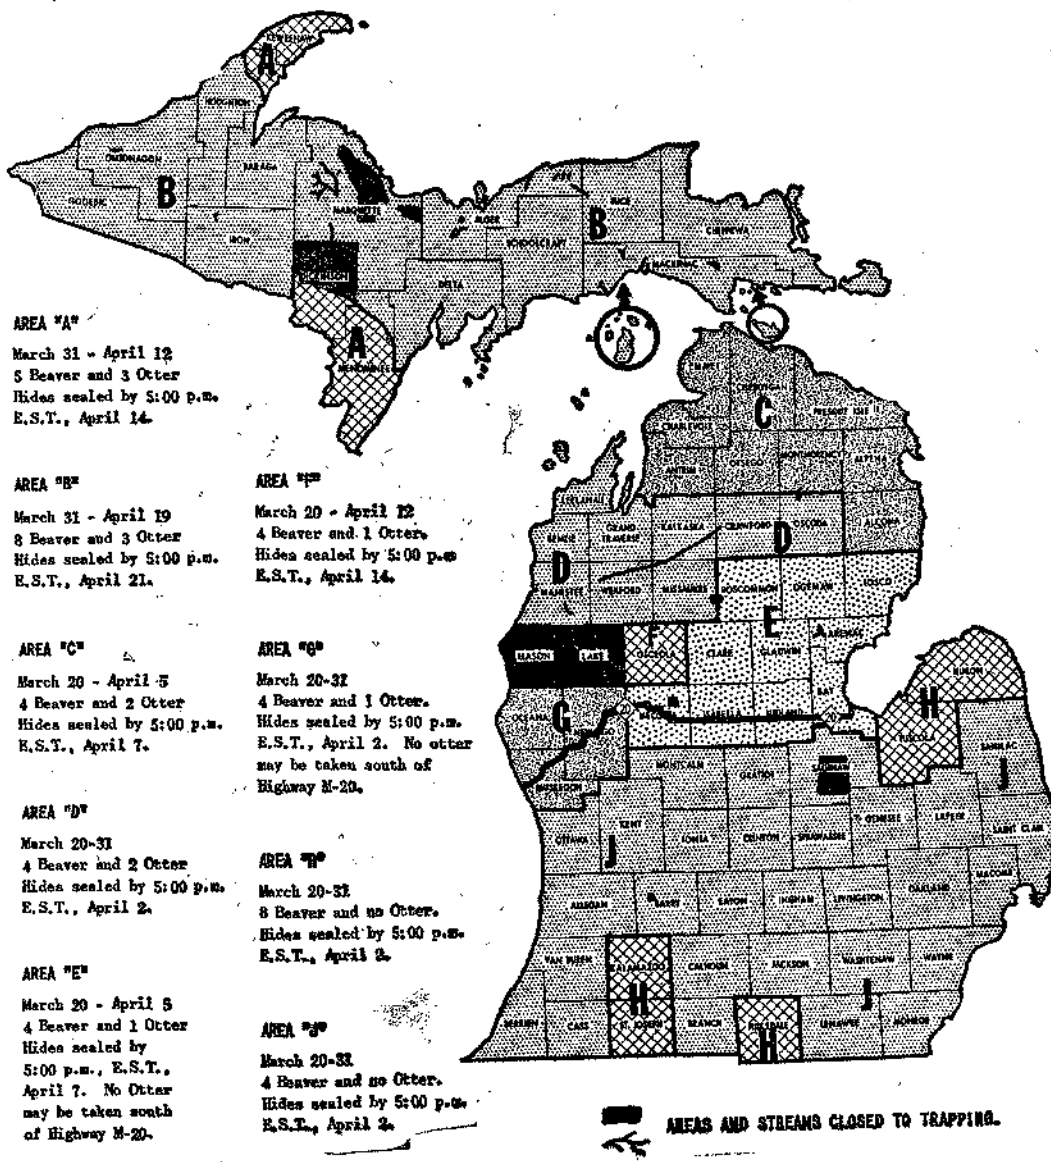 KEWEENAW
A
HOUGHTON
ONTONAGON
BARAGA
GOGEBIC
B
MARQUETTE
IRON
DICKINSON
LUCE
ALGER
B
SCHOOLCRAFT
CHIPPEWA
MACKINAC
DELTA
A
MENOMINEE
AREA "A"
March 31 - April 12
5 Beaver and 3 Otter
Hides sealed by 5:00 p.m.
E.S.T., April 14.
AREA "B"
March 31 - April 19
8 Beaver and 3 Otter
Hides sealed by 5:00 p.m.
E.S.T., April 21.
AREA "C"
March 20 - April 5
4 Beaver and 2 Otter
Hides sealed by 5:00 p.m.
E.S.T., April 7.
AREA "D"
March 20-31
4 Beaver and 2 Otter
Hides sealed by 5:00 p.m.
E.S.T., April 2.
AREA "E"
March 20 - April 5
4 Beaver and 1 Otter
Hides sealed by
5:00 p.m., E.S.T.,
April 7. No Otter
may be taken south
of Highway M-20.
AREA "F"
March 20 - April 12
4 Beaver and 1 Otter.
Hides sealed by 5:00 p.m
E.S.T., April 14.
AREA "G"
March 20-31
4 Beaver and 1 Otter.
Hides sealed by 5:00 p.m.
E.S.T., April 2. No otter
may be taken south of
Highway M-20.
AREA "H"
March 20-31
8 Beaver and no Otter.
Hides sealed by 5:00 p.m.
E.S.T., April 2.
AREA "J"
March 20-31
4 Beaver and no Otter.
Hides sealed by 5:00 p.m.
E.S.T., April 2.
EMMET
CHEBOYGAN
C
PRESQUE ISLE
CHARLEVOIX
ANTRIM
OTSEGO
MONTMORENCY
ALPENA
LEELANAU
BENZIE
GRAND
TRAVERSE
KALKASKA
CRAWFORD
OSCODA
ALCONA
D
D
MANISTEE
WEXFORD
MISSAUKEE
ROSCOMMON
OGEMAW
IOSCO
E
MASON
LAKE
F
OSCEOLA
CLARE
GLADWIN
ARENAC
HURON
H
BAY
OCEANA
G
20
20
TUSCOLA
SANILAC
J
MUSKEGON
MONTCALM
GRATIOT
SAGINAW
OTTAWA
KENT
J
IONIA
CLINTON
SHIAWASSEE
GENESEE
LAPEER
SAINT CLAIR
MACOMB
ALLEGAN
BARRY
EATON
INGHAM
LIVINGSTON
OAKLAND
VAN BUREN
KALAMAZOO
CALHOUN
JACKSON
WASHTENAW
WAYNE
H
J
BERRIEN
CASS
ST. JOSEPH
BRANCH
HILLSDALE
H
LENAWEE
MONROE
AREAS AND STREAMS CLOSED TO TRAPPING.